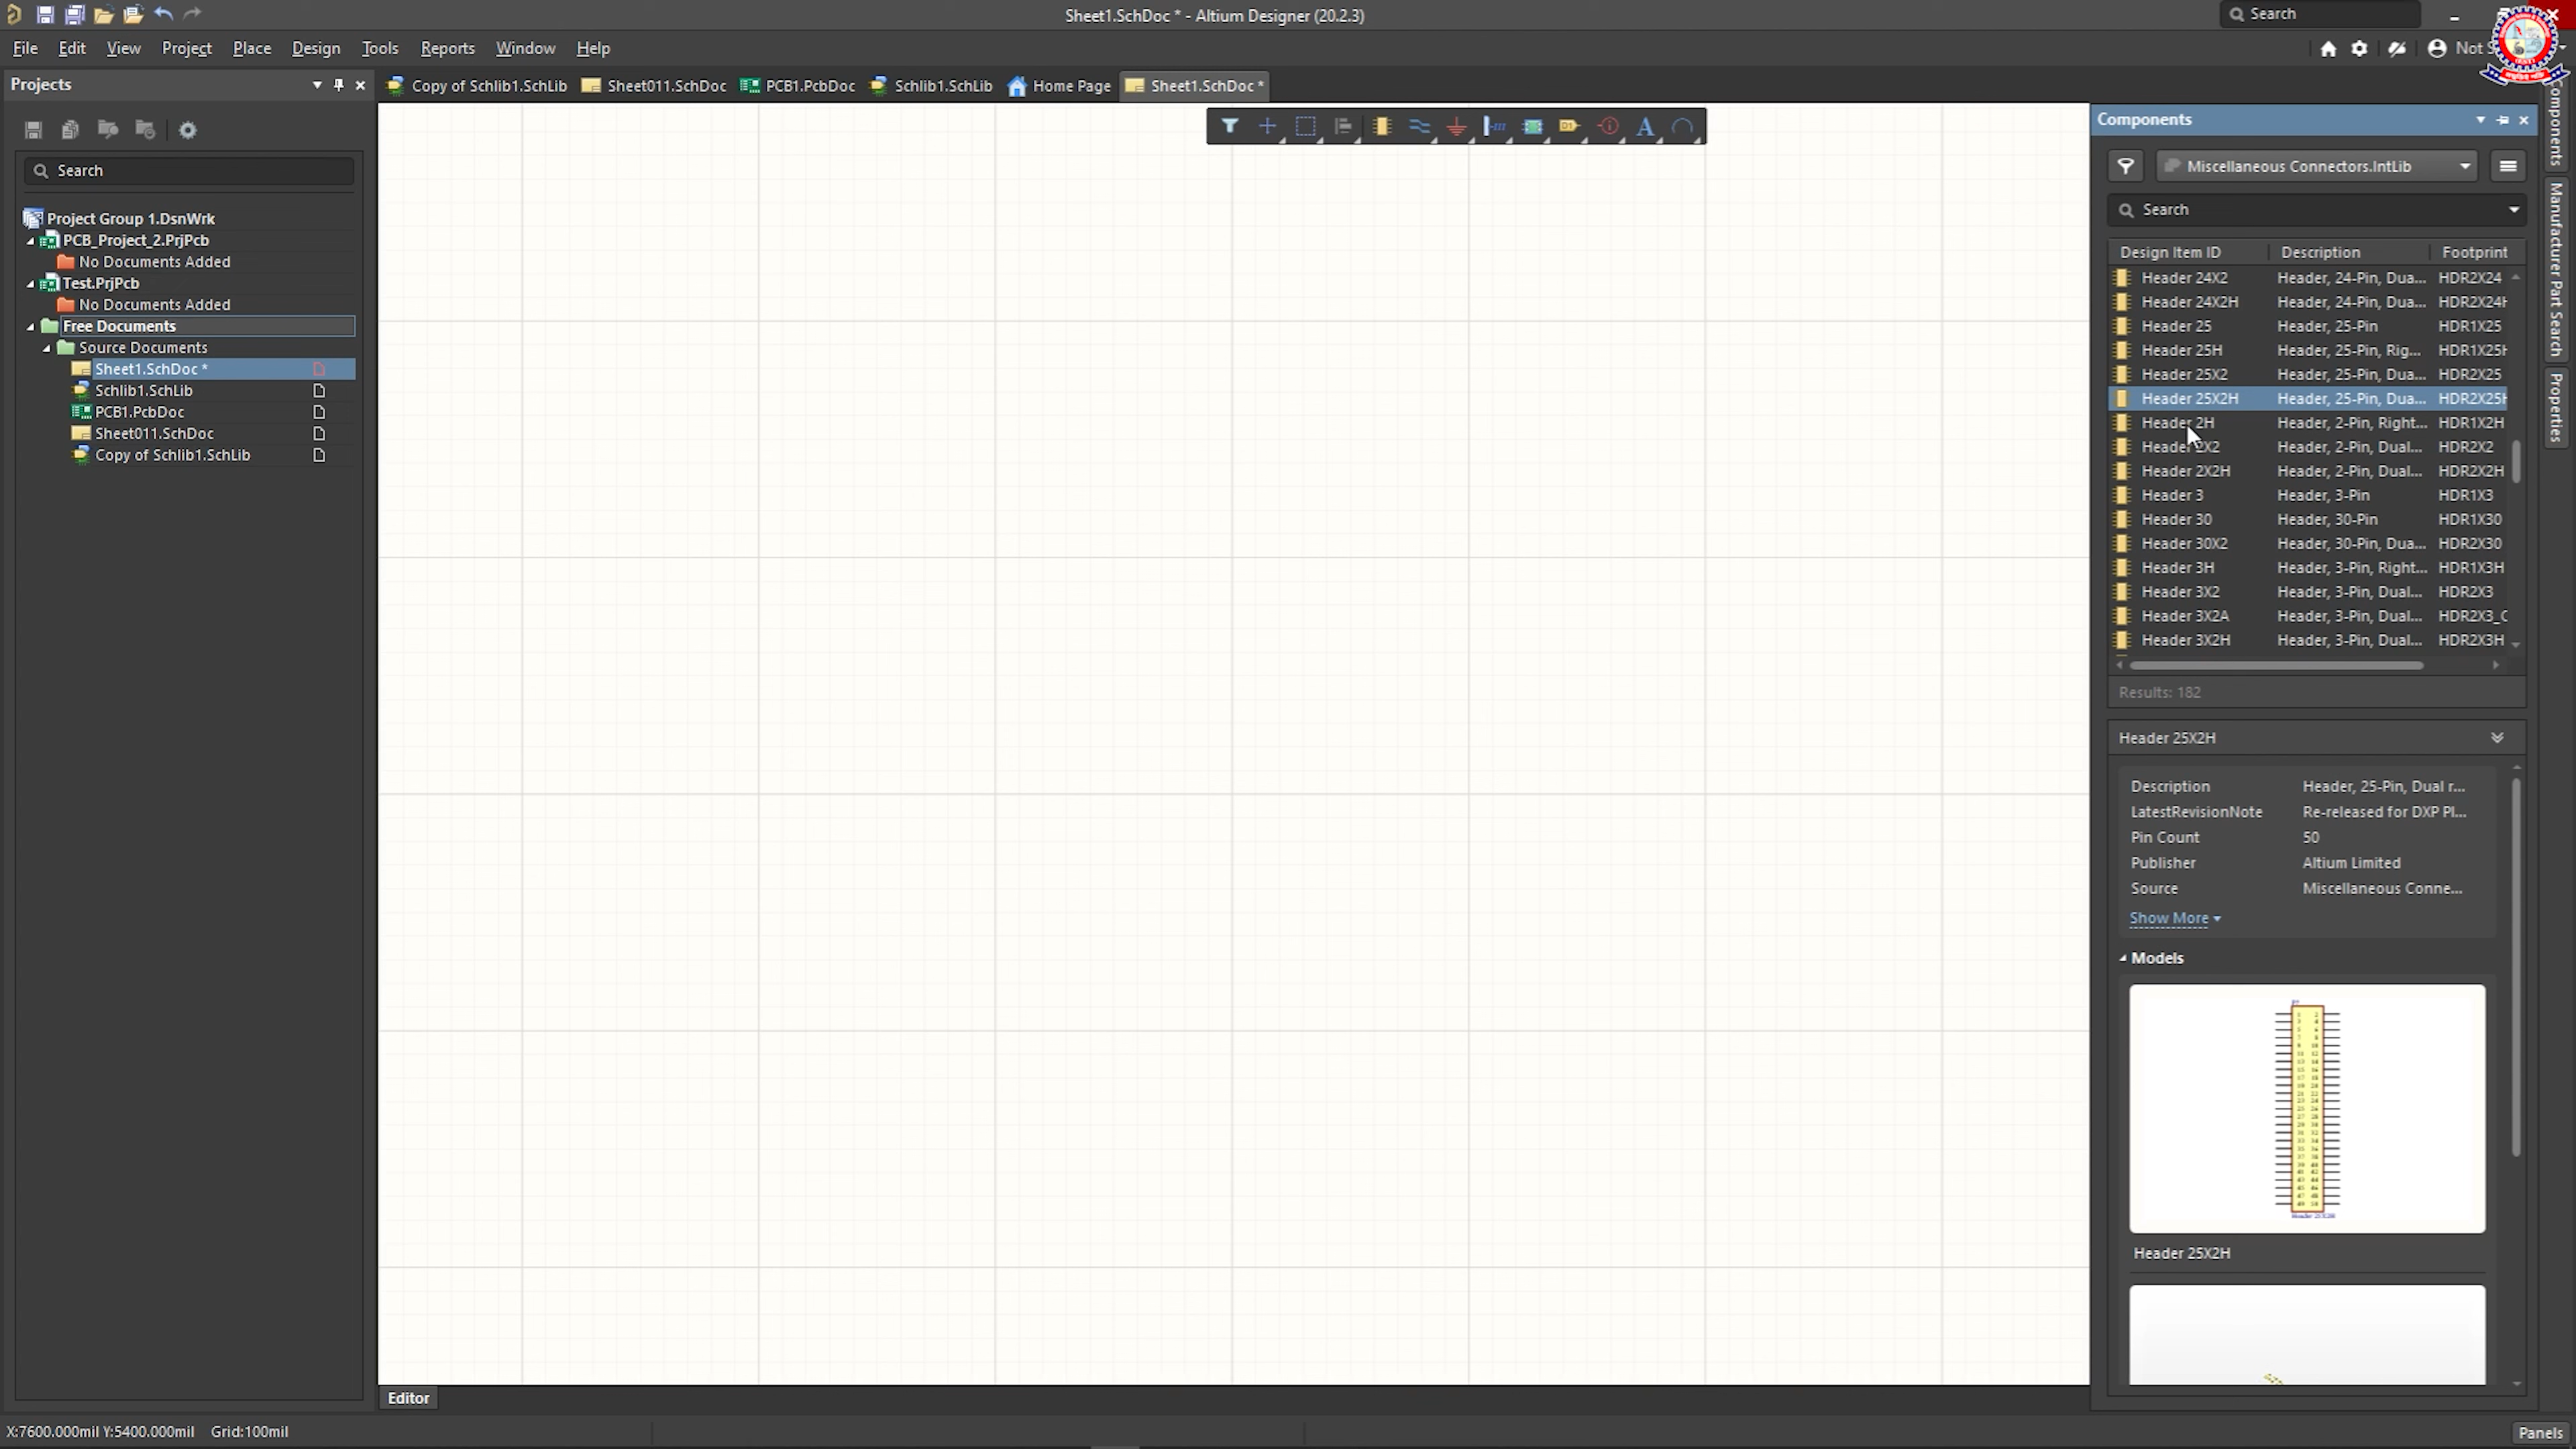 Sheet1.SchDoc * - Altium Designer (20.2.3)
Search
File Edit View Project Place Design Tools Reports Window Help
Not S
Projects
Copy of Schlib1.SchLib Sheet011.SchDoc PCB1.PcbDoc Schlib1.SchLib Home Page Sheet1.SchDoc *
Search
Project Group 1.DsnWrk
PCB_Project_2.PrjPcb
No Documents Added
Test.PrjPcb
No Documents Added
Free Documents
Source Documents
Sheet1.SchDoc *
Schlib1.SchLib
PCB1.PcbDoc
Sheet011.SchDoc
Copy of Schlib1.SchLib
Components
Miscellaneous Connectors.IntLib
Search
Design Item ID Description Footprint
Header 24X2 Header, 24-Pin, Dua... HDR2X24
Header 24X2H Header, 24-Pin, Dua... HDR2X24H
Header 25 Header, 25-Pin HDR1X25
Header 25H Header, 25-Pin, Rig... HDR1X25H
Header 25X2 Header, 25-Pin, Dua... HDR2X25
Header 25X2H Header, 25-Pin, Dua... HDR2X25H
Header 2H Header, 2-Pin, Right... HDR1X2H
Header 2X2 Header, 2-Pin, Dual... HDR2X2
Header 2X2H Header, 2-Pin, Dual... HDR2X2H
Header 3 Header, 3-Pin HDR1X3
Header 30 Header, 30-Pin HDR1X30
Header 30X2 Header, 30-Pin, Dua... HDR2X30
Header 3H Header, 3-Pin, Right... HDR1X3H
Header 3X2 Header, 3-Pin, Dual... HDR2X3
Header 3X2A Header, 3-Pin, Dual... HDR2X3_C
Header 3X2H Header, 3-Pin, Dual... HDR2X3H
Results: 182
Header 25X2H
Description Header, 25-Pin, Dual r...
LatestRevisionNote Re-released for DXP Pl...
Pin Count 50
Publisher Altium Limited
Source Miscellaneous Conne...
Show More
Models
Header 25X2H
Components
Manufacturer Part Search
Properties
Editor
X:7600.000mil Y:5400.000mil Grid:100mil
Panels